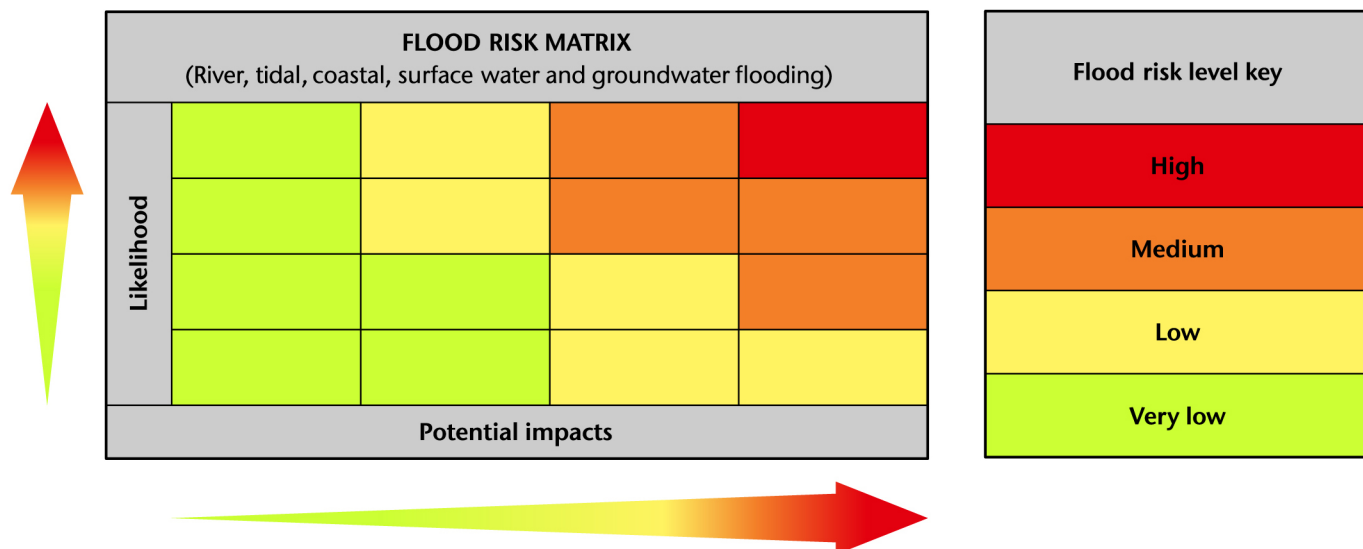 FLOOD RISK MATRIX
(River, tidal, coastal, surface water and groundwater flooding)
Likelihood
Potential impacts
Flood risk level key
High
Medium
Low
Very low